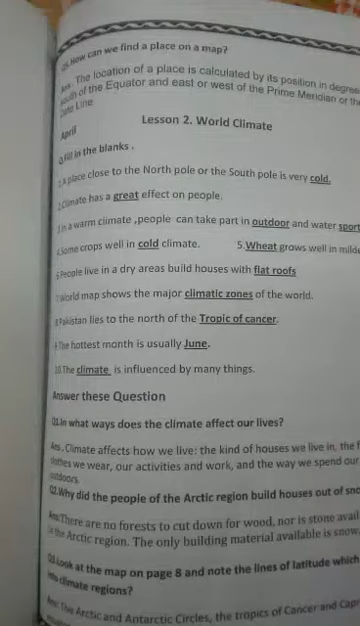 Q5.How can we find a place on a map?
Ans. The location of a place is calculated by its position in degrees
south of the Equator and east or west of the Prime Meridian or the
Date Line
Lesson 2. World Climate
April
Q.Fill in the blanks .
1.A place close to the North pole or the South pole is very cold.
2.Climate has a great effect on people.
3.In a warm climate ,people can take part in outdoor and water sport
4.Some crops well in cold climate. 5.Wheat grows well in milde
6.People live in a dry areas build houses with flat roofs
7.World map shows the major climatic zones of the world.
8.Pakistan lies to the north of the Tropic of cancer.
9.The hottest month is usually June.
10.The climate is influenced by many things.
Answer these Question
Q1.In what ways does the climate affect our lives?
Ans..Climate affects how we live: the kind of houses we live in, the f
clothes we wear, our activities and work, and the way we spend our
outdoors.
Q2.Why did the people of the Arctic region build houses out of sno
Ans:There are no forests to cut down for wood, nor is stone avail
in the Arctic region. The only building material available is snow.
Q3.Look at the map on page 8 and note the lines of latitude which
into climate regions?
Ans: The Arctic and Antarctic Circles, the tropics of Cancer and Capr